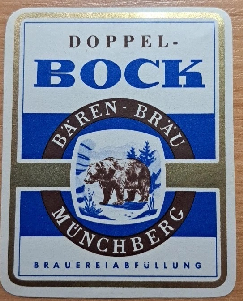 DOPPEL-
BOCK
BÄREN-BRÄU
MÜNCHBERG
BRAUEREIABFÜLLUNG